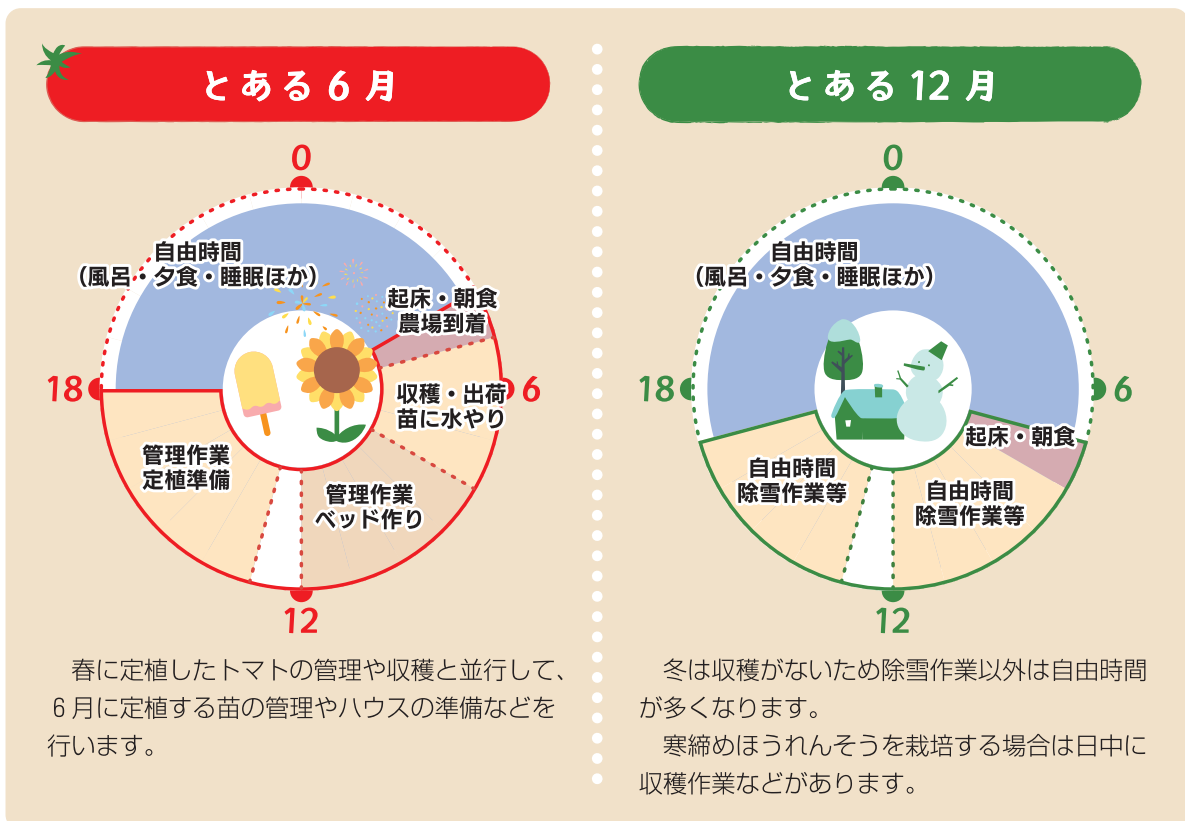 とある6月
0
自由時間
（風呂・夕食・睡眠ほか）
起床・朝食
農場到着
18
6
収穫・出荷
苗に水やり
管理作業
定植準備
管理作業
ベッド作り
12
春に定植したトマトの管理や収穫と並行して、
6月に定植する苗の管理やハウスの準備などを
行います。
とある12月
0
自由時間
（風呂・夕食・睡眠ほか）
18
6
起床・朝食
自由時間
除雪作業等
自由時間
除雪作業等
12
冬は収穫がないため除雪作業以外は自由時間
が多くなります。
寒締めほうれんそうを栽培する場合は日中に
収穫作業などがあります。